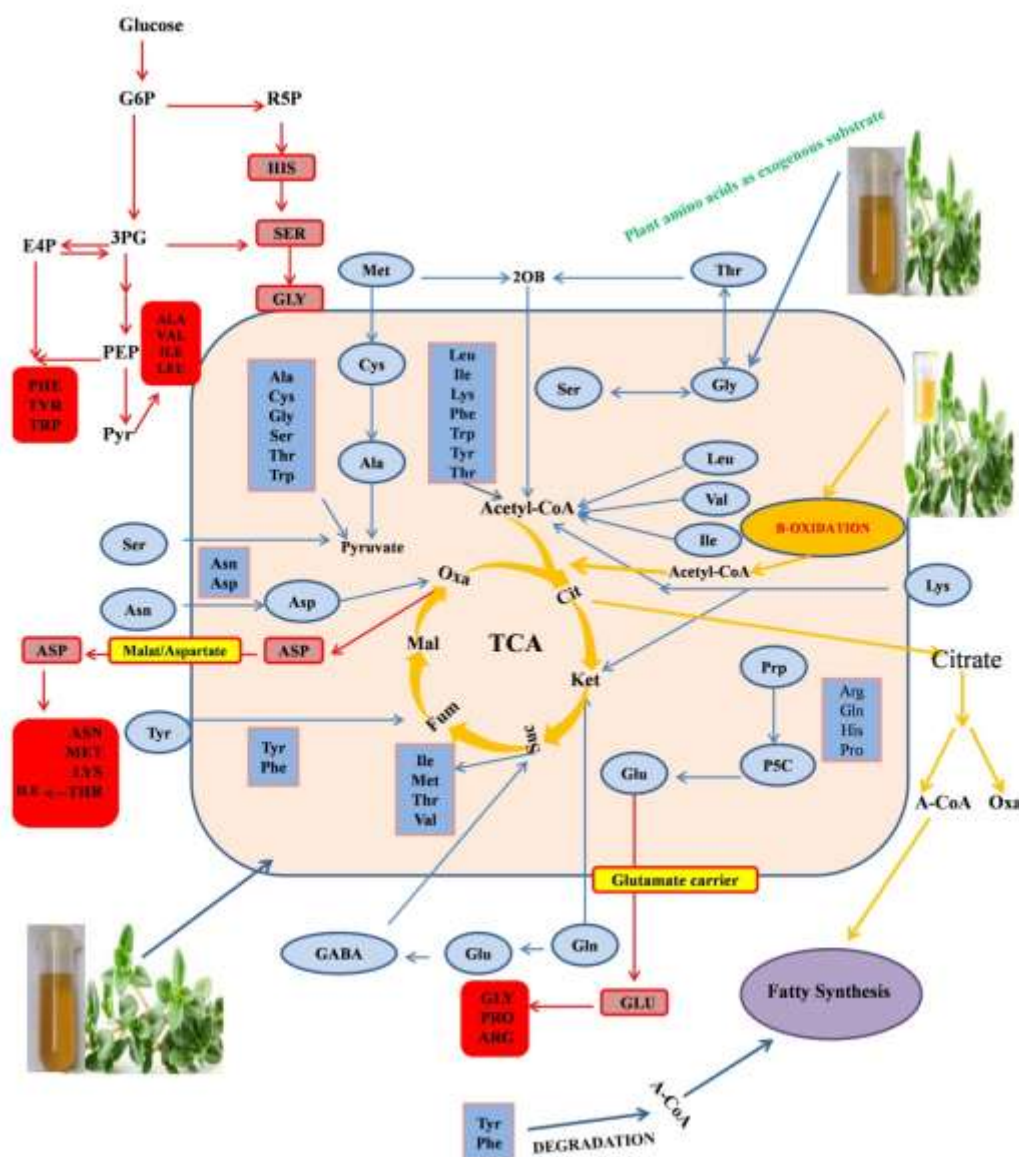 Glucose
G6P
R5P
HIS
E4P
3PG
SER
GLY
PEP
ALA
VAL
ILE
LEU
PHE
TYR
TRP
Pyr
Plant amino acids as exogenous substrate
Met
2OB
Thr
Cys
Ser
Gly
Ala
Cys
Gly
Ser
Thr
Trp
Leu
Ile
Lys
Phe
Trp
Tyr
Thr
Ala
Leu
Val
Ile
Acetyl-CoA
B-OXIDATION
Ser
Pyruvate
Acetyl-CoA
Lys
Asn
Asp
Asn
Asp
Oxa
Cit
TCA
Mal
Ket
Fum
Suc
ASP
Malat/Aspartate
ASP
Citrate
Prp
Arg
Gln
His
Pro
ASN
MET
LYS
THR
Tyr
Tyr
Phe
Ile
Met
Thr
Val
Glu
P5C
A-CoA
Oxa
Glutamate carrier
GABA
Glu
Gln
Fatty Synthesis
GLY
PRO
ARG
GLU
Tyr
Phe
DEGRADATION
A-CoA